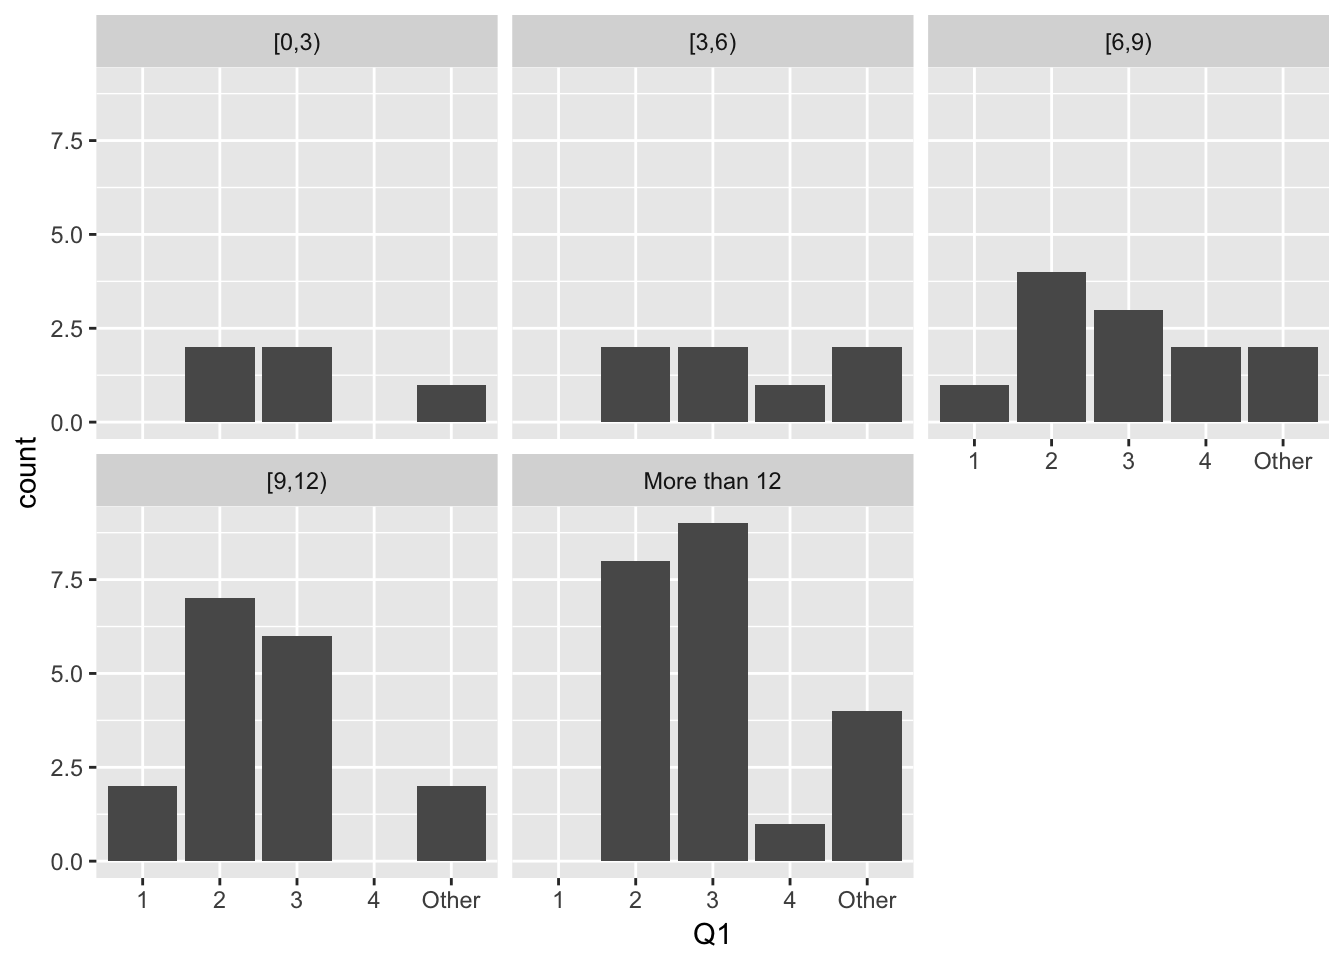 [0,3)
[3,6)
[6,9)
7.5
5.0
2.5
0.0
1 2 3 4 Other
count
[9,12)
More than 12
7.5
5.0
2.5
0.0
1 2 3 4 Other
1 2 3 4 Other
Q1